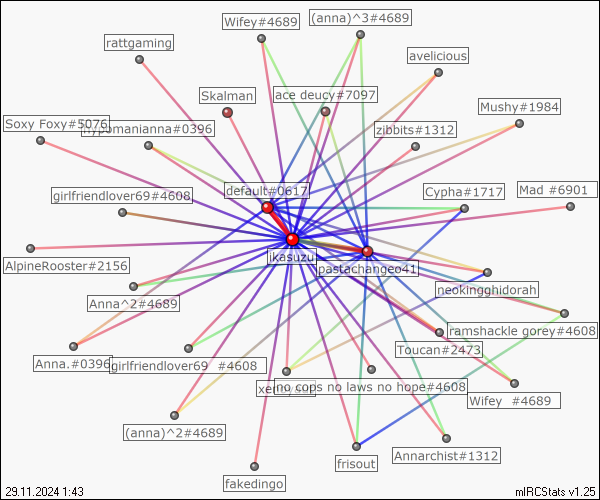 Wifey#4689
(anna)^3#4689
rattgaming
avelicious
Skalman
ace deucy#7097
Mushy#1984
Soxy Foxy#5076
hypomanianna#0396
zibbits#1312
girlfriendlover69#4608
default#0617
Cypha#1717
Mad #6901
jkasuzu
pastachangeo41
AlpineRooster#2156
Anna^2#4689
neokingghidorah
ramshackle gorey#4608
Toucan#2473
Anna.#0396
girlfriendlover69 #4608
no cops no laws no hope#4608
Wifey #4689
(anna)^2#4689
frisout
Annarchist#1312
fakedingo
29.11.2024 1:43
mIRCStats v1.25